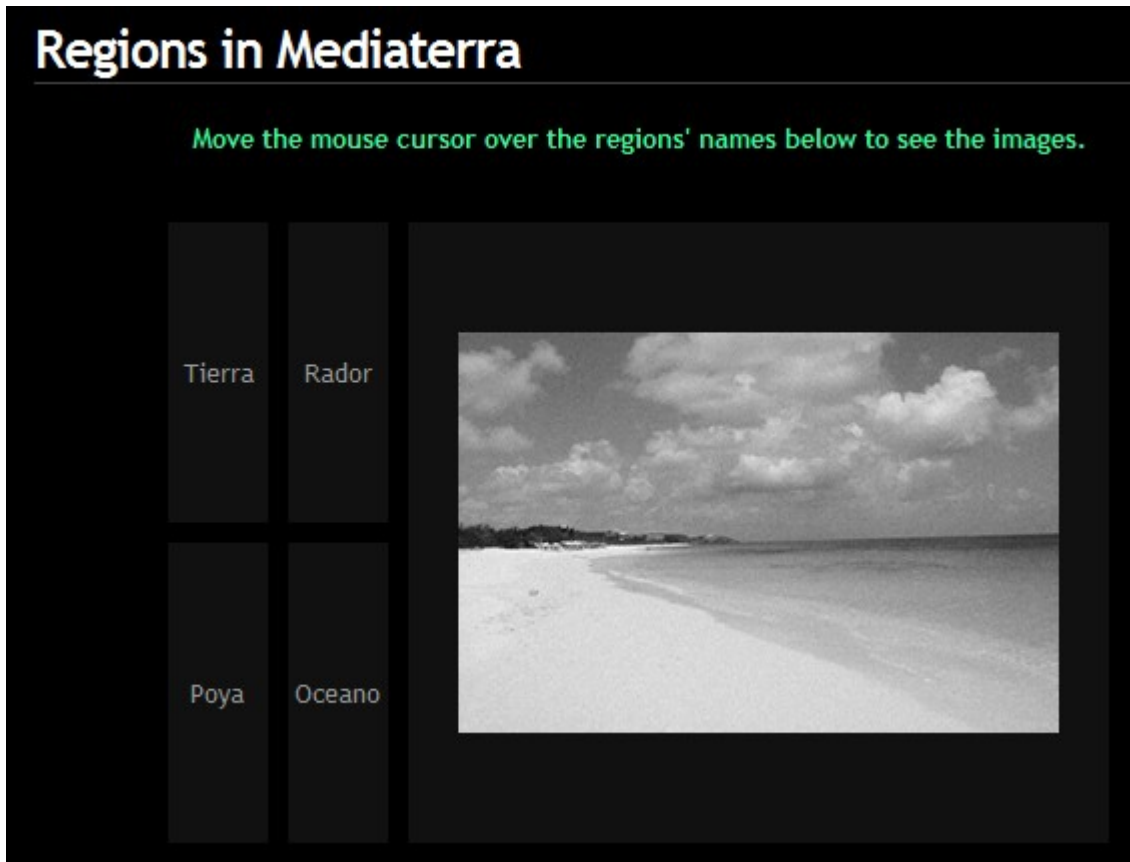 Regions in Mediaterra
Move the mouse cursor over the regions' names below to see the images.
Tierra
Rador
Poya
Oceano